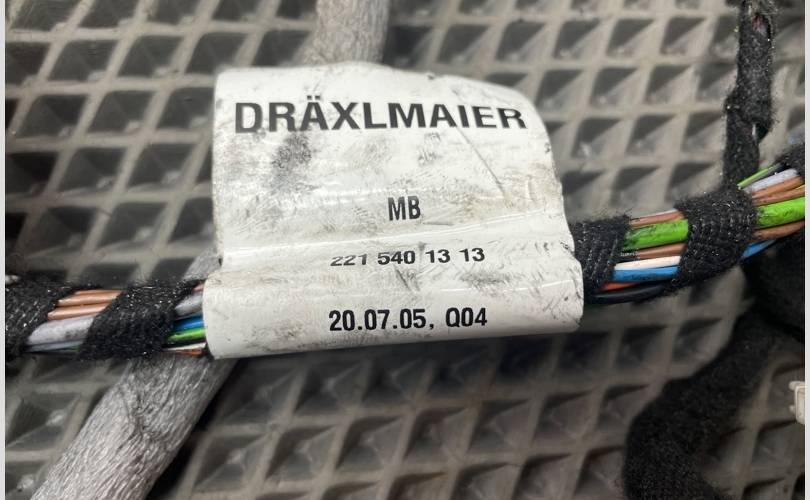 DRÄXLMAIER
MB
221 540 13 13
20.07.05, Q04